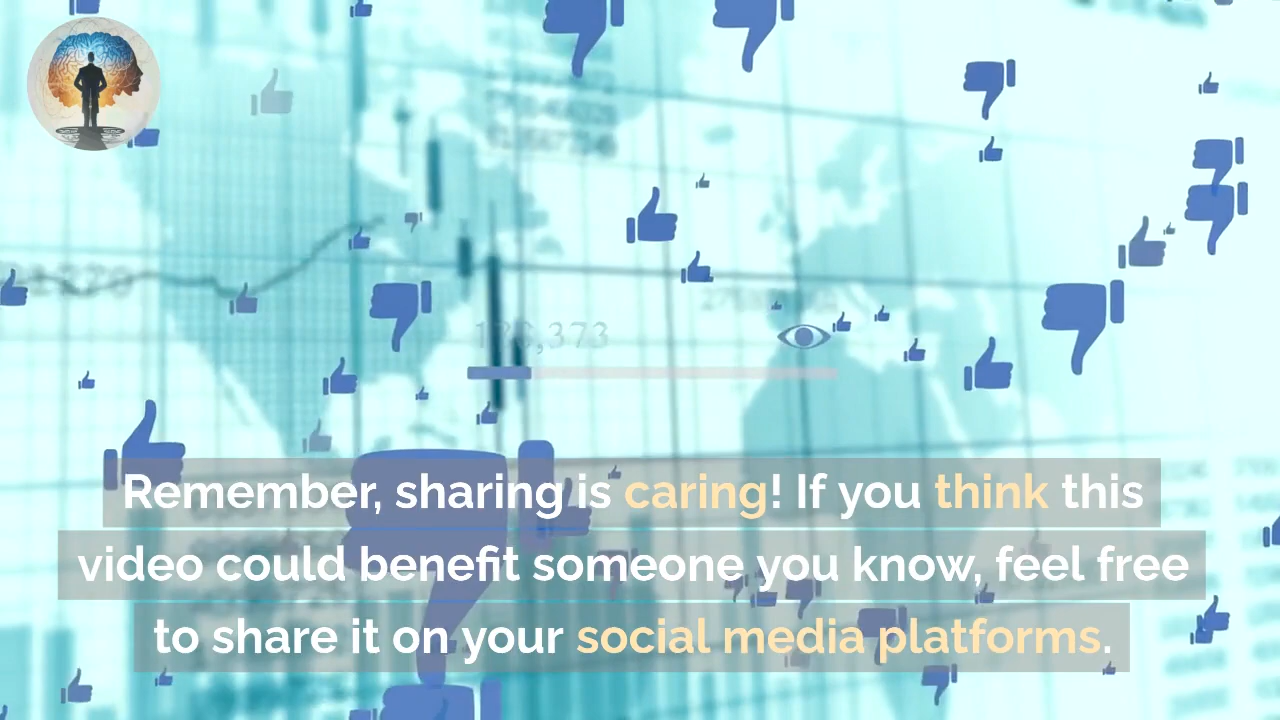 Remember, sharing is caring! If you think this
video could benefit someone you know, feel free
to share it on your social media platforms.